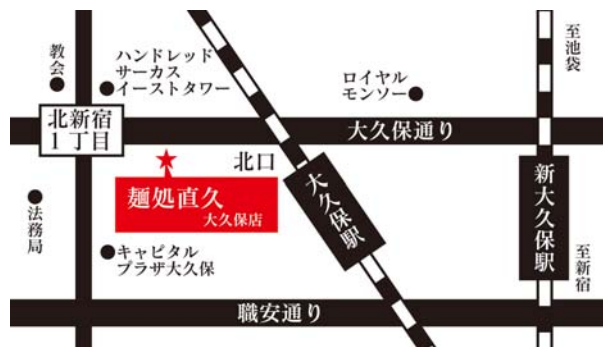 教会
ハンドレッド
サーカス
イーストタワー
ロイヤル
モンソー
至池袋
北新宿
1丁目
大久保通り
北口
麺処直久
大久保店
大久保駅
新大久保駅
法務局
キャピタル
プラザ大久保
至新宿
職安通り